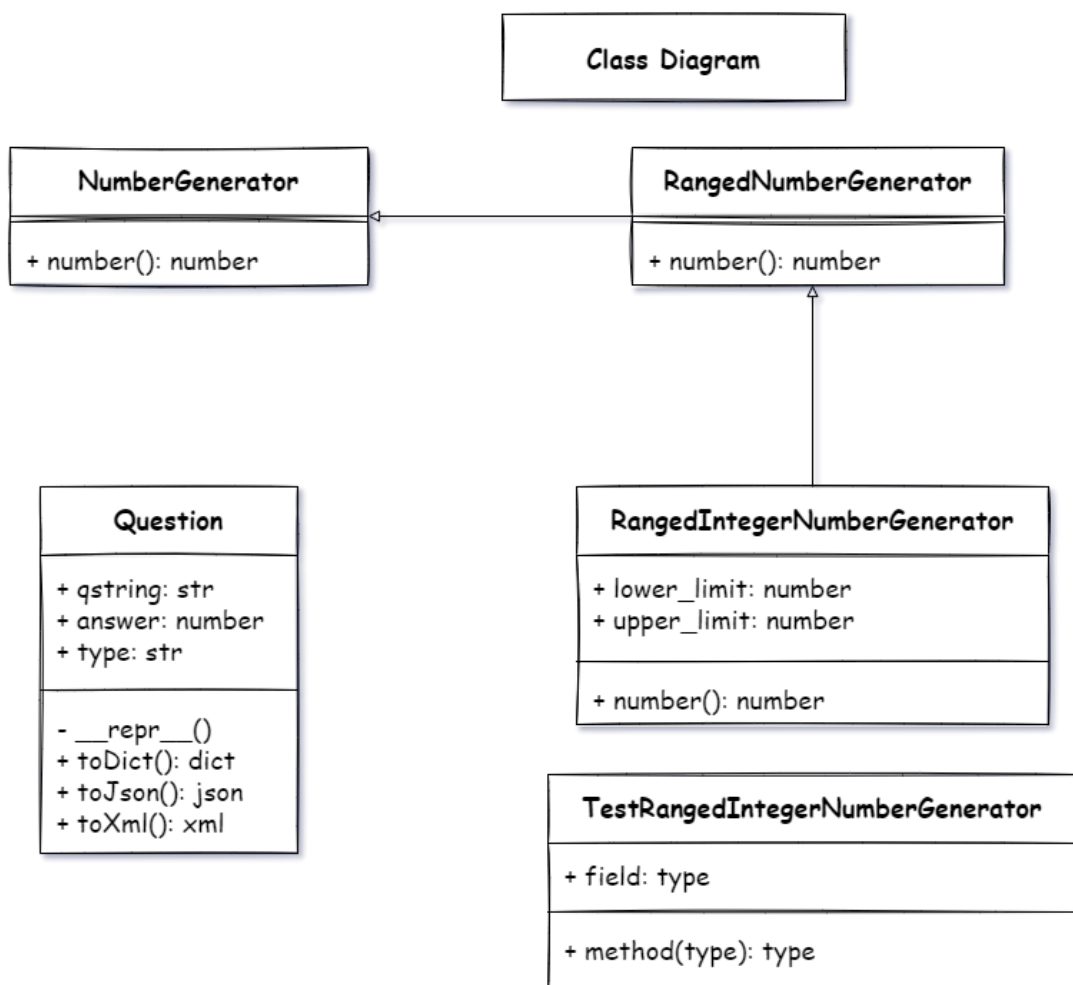 Class Diagram
NumberGenerator
+ number(): number
RangedNumberGenerator
+ number(): number
Question
+ qstring: str
+ answer: number
+ type: str
- __repr__()
+ toDict(): dict
+ toJson(): json
+ toXml(): xml
RangedIntegerNumberGenerator
+ lower_limit: number
+ upper_limit: number
+ number(): number
TestRangedIntegerNumberGenerator
+ field: type
+ method(type): type